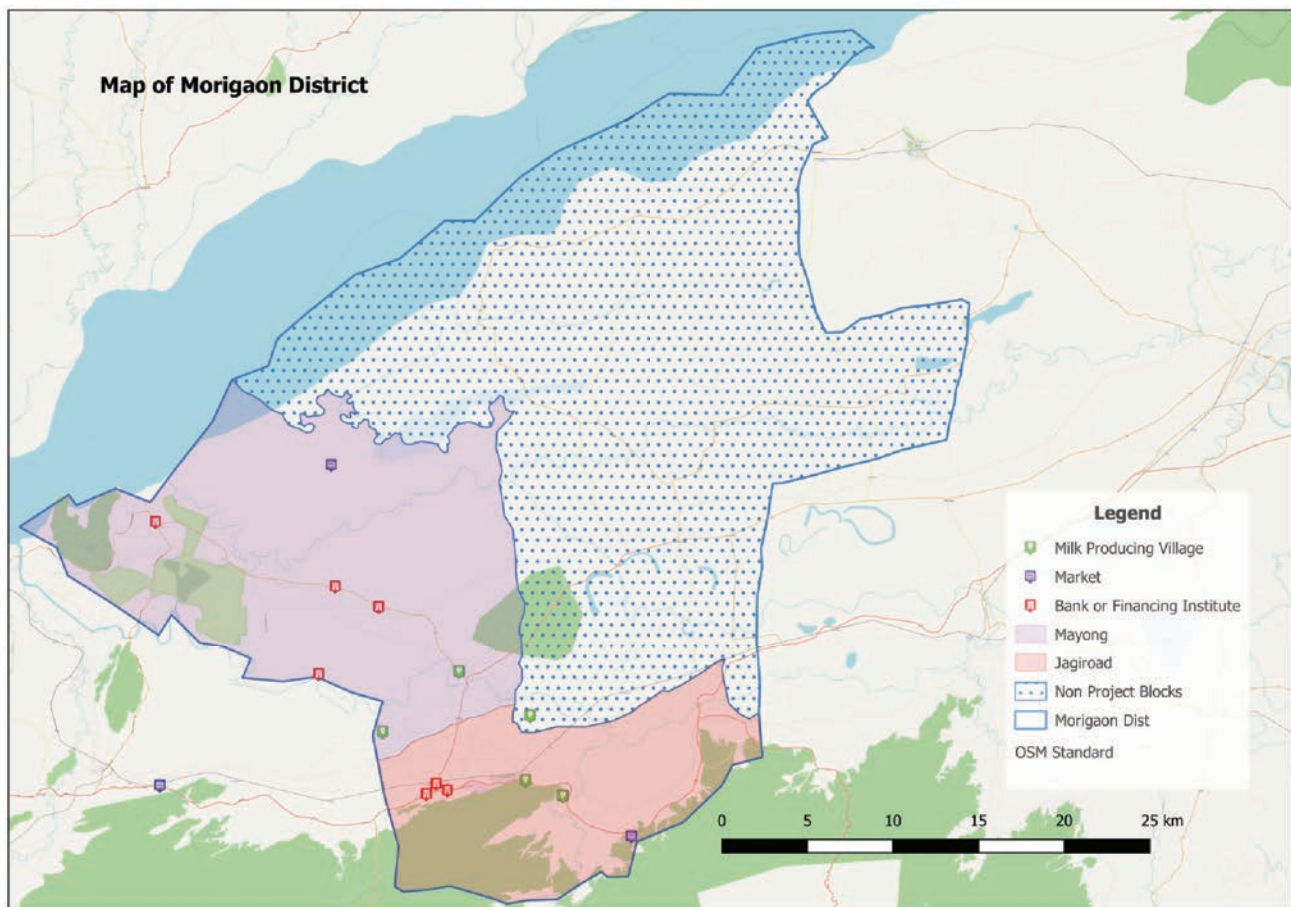 Map of Morigaon District
Legend
Milk Producing Village
Market
Bank or Financing Institute
Mayong
Jagiroad
Non Project Blocks
Morigaon Dist
OSM Standard
0 5 10 15 20 25 km